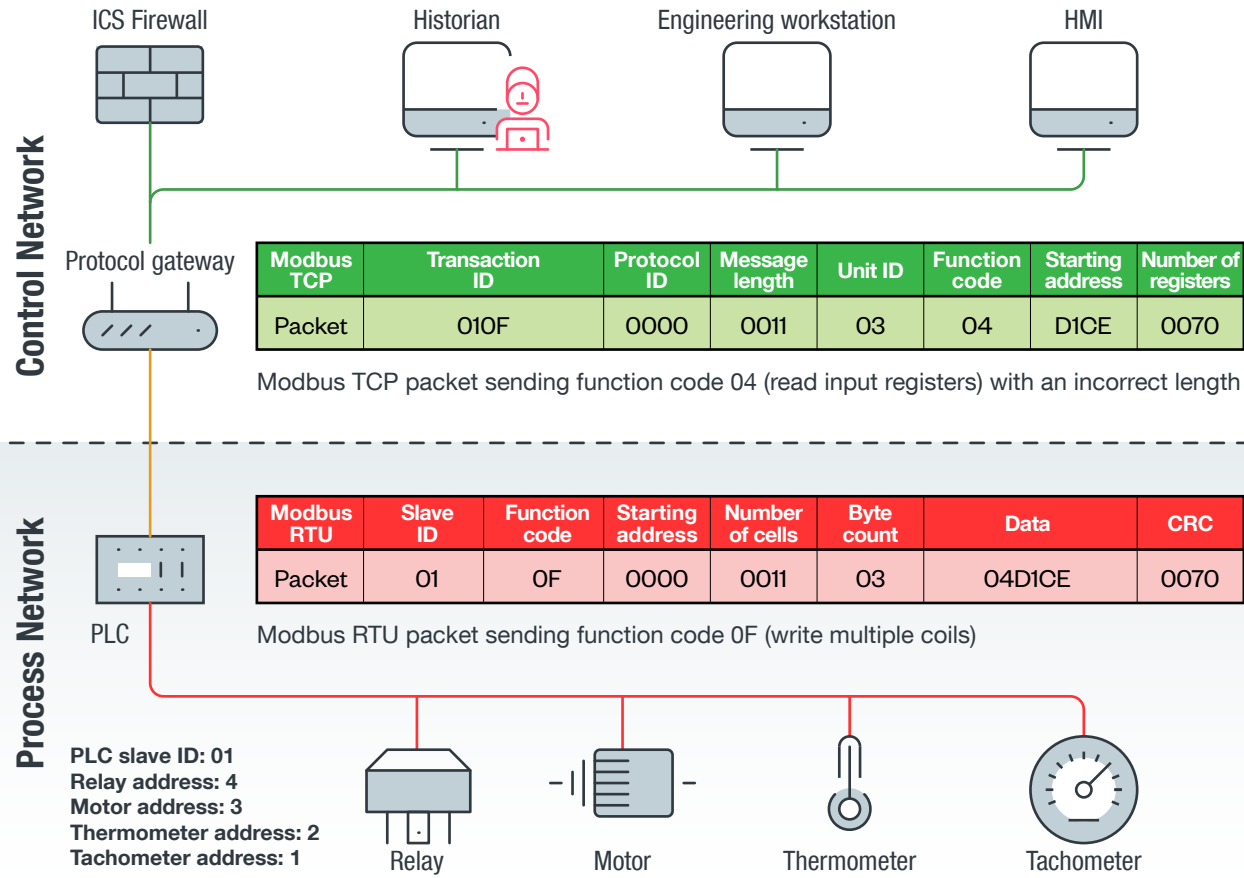 ICS Firewall
Historian
Engineering workstation
HMI
Control Network
Protocol gateway
Modbus TCP Transaction ID Protocol ID Message length Unit ID Function code Starting address Number of registers
Packet 010F 0000 0011 03 04 D1CE 0070
Modbus TCP packet sending function code 04 (read input registers) with an incorrect length
Process Network
PLC
Modbus RTU Slave ID Function code Starting address Number of cells Byte count Data CRC
Packet 01 0F 0000 0011 03 04D1CE 0070
Modbus RTU packet sending function code 0F (write multiple coils)
PLC slave ID: 01
Relay address: 4
Motor address: 3
Thermometer address: 2
Tachometer address: 1
Relay
Motor
Thermometer
Tachometer